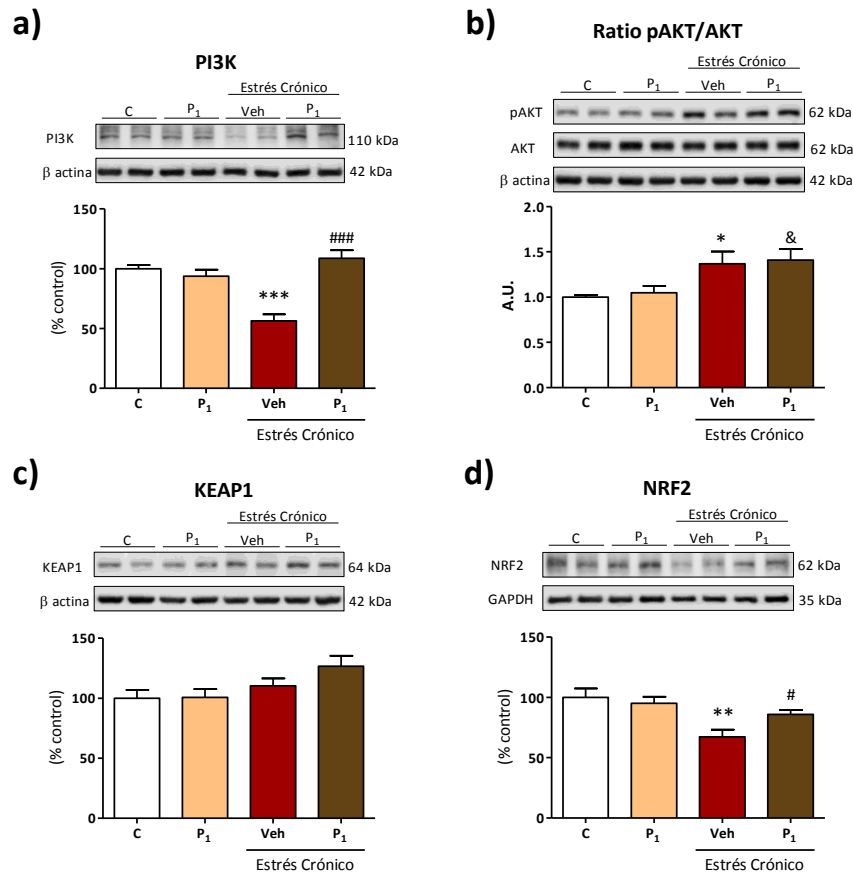 a)
PI3K
Estrés Crónico
C P₁ Veh P₁
PI3K 110 kDa
β actina 42 kDa
###
***
150
100
50
0
(% control)
C P₁ Veh P₁
Estrés Crónico
b)
Ratio pAKT/AKT
Estrés Crónico
C P₁ Veh P₁
pAKT 62 kDa
AKT 62 kDa
β actina 42 kDa
* &
2.0
1.5
1.0
0.5
0.0
A.U.
C P₁ Veh P₁
Estrés Crónico
c)
KEAP1
Estrés Crónico
C P₁ Veh P₁
KEAP1 64 kDa
β actina 42 kDa
150
100
50
0
(% control)
C P₁ Veh P₁
Estrés Crónico
d)
NRF2
Estrés Crónico
C P₁ Veh P₁
NRF2 62 kDa
GAPDH 35 kDa
** #
150
100
50
0
(% control)
C P₁ Veh P₁
Estrés Crónico